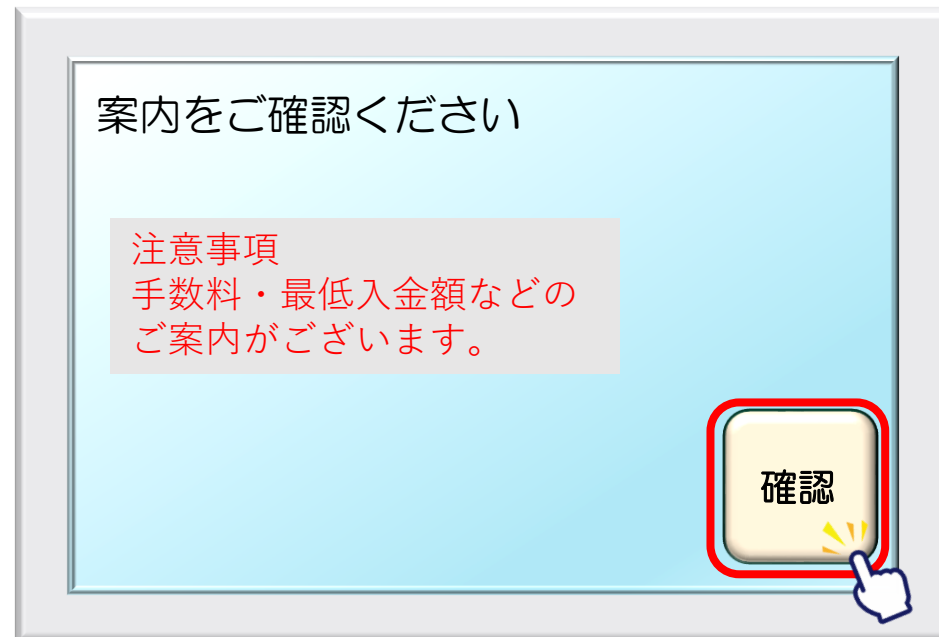 案内をご確認ください
注意事項
手数料・最低入金額などの
ご案内がございます。
確認